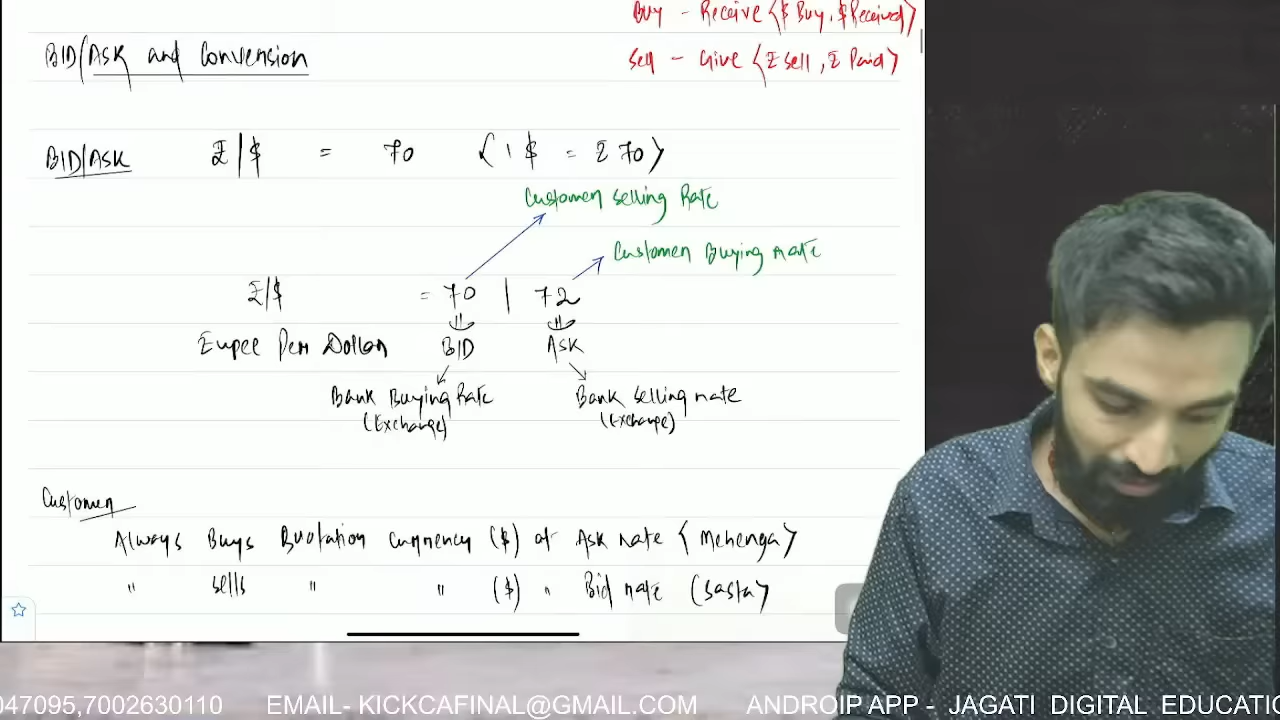 Buy - Receive <$ Buy, $ Received>
Sell - Give <₹ sell, ₹ Paid>
BID/ASK and Conversion
BID/ASK ₹/$ = 70 <1$ = ₹70>
Customer Selling Rate
Customer Buying rate
₹/$ = 70 | 72
Rupee Per Dollar BID ASK
Bank Buying Rate Bank selling rate
(Exchange) (Exchange)
Customer
Always Buys Quotation Currency ($) at Ask rate <Mehenga>
" sells " " ($) " Bid rate (Sasta>
047095,7002630110 EMAIL- KICKCAFINAL@GMAIL.COM ANDROIP APP - JAGATI DIGITAL EDUCATIO